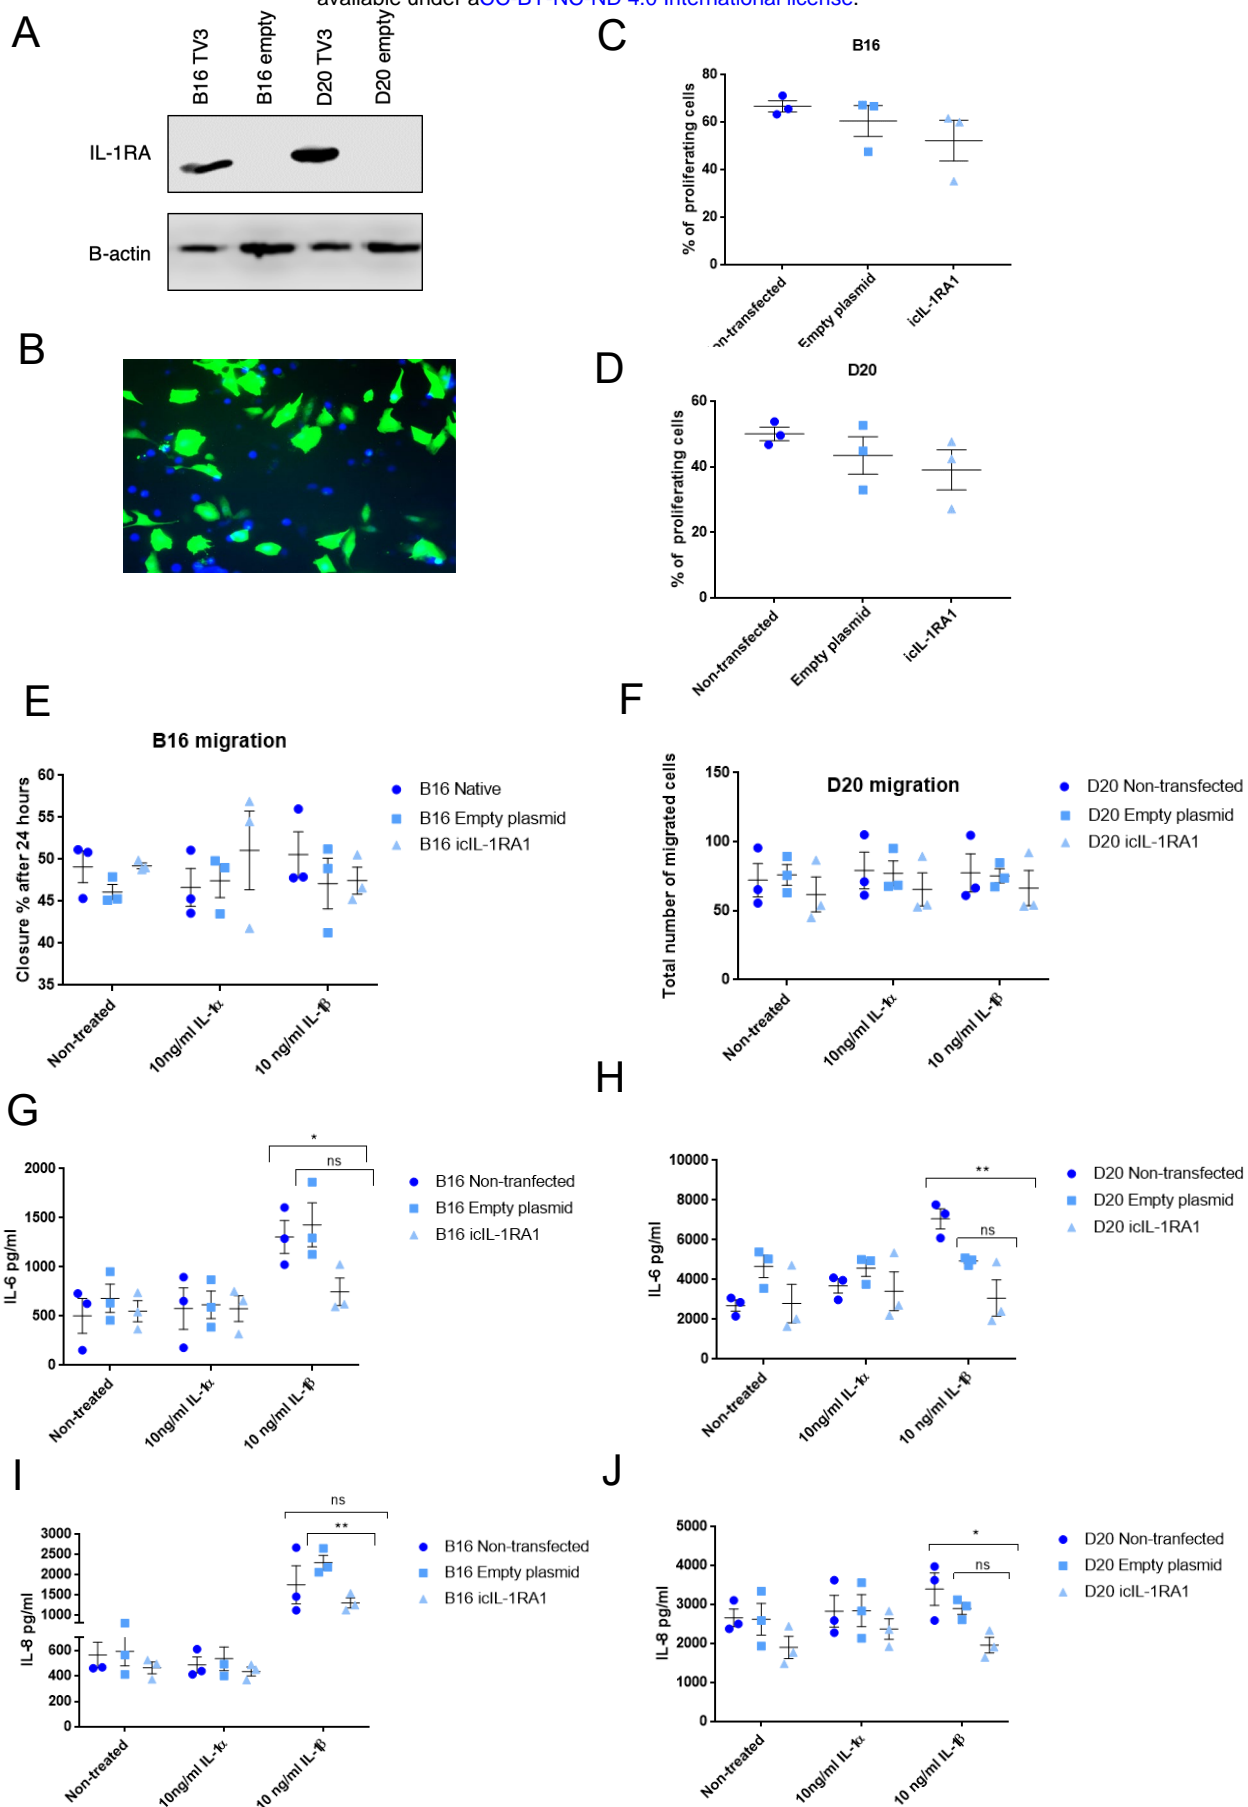 available under aCC-BY-NC-ND 4.0 International license.
A
B16 TV3
B16 empty
D20 TV3
D20 empty
IL-1RA
B-actin
B
C
B16
% of proliferating cells
80
60
40
20
0
Empty plasmid
icIL-1RA1
D
D20
% of proliferating cells
60
40
20
0
Non-transfected
Empty plasmid
icIL-1RA1
E
B16 migration
Closure % after 24 hours
60
55
50
45
40
35
Non-treated
10ng/ml IL-1α
10 ng/ml IL-1β
B16 Native
B16 Empty plasmid
B16 icIL-1RA1
F
D20 migration
Total number of migrated cells
150
100
50
0
Non-treated
10ng/ml IL-1α
10 ng/ml IL-1β
D20 Non-transfected
D20 Empty plasmid
D20 icIL-1RA1
G
IL-6 pg/ml
2000
1500
1000
500
0
*
ns
Non-treated
10ng/ml IL-1α
10 ng/ml IL-1β
B16 Non-tranfected
B16 Empty plasmid
B16 icIL-1RA1
H
IL-6 pg/ml
10000
8000
6000
4000
2000
0
**
ns
Non-treated
10ng/ml IL-1α
10 ng/ml IL-1β
D20 Non-transfected
D20 Empty plasmid
D20 icIL-1RA1
I
IL-8 pg/ml
3000
2500
2000
1500
1000
600
400
200
0
ns
**
Non-treated
10ng/ml IL-1α
10 ng/ml IL-1β
B16 Non-transfected
B16 Empty plasmid
B16 icIL-1RA1
J
IL-8 pg/ml
5000
4000
3000
2000
1000
0
*
ns
Non-treated
10ng/ml IL-1α
10 ng/ml IL-1β
D20 Non-tranfected
D20 Empty plasmid
D20 icIL-1RA1